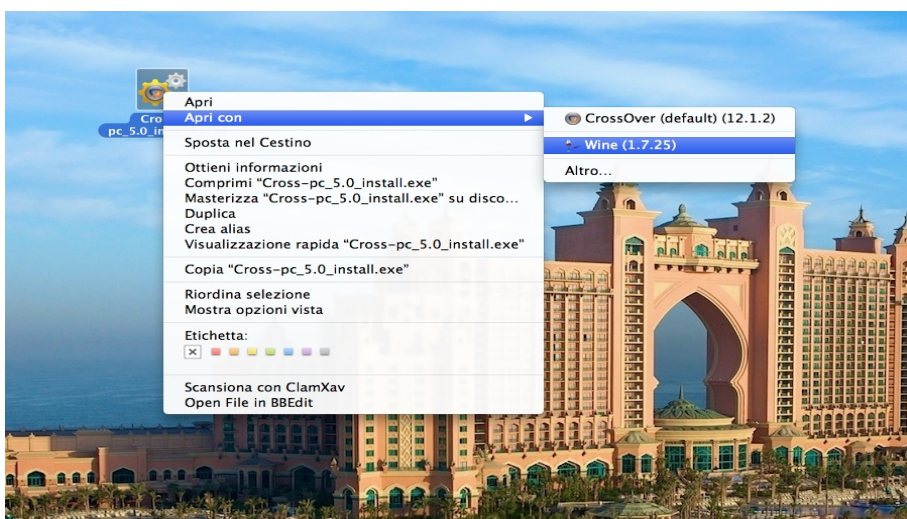 Cro
pc_5.0_in
Apri
Apri con
Sposta nel Cestino
Ottieni informazioni
Comprimi “Cross-pc_5.0_install.exe”
Masterizza “Cross-pc_5.0_install.exe” su disco...
Duplica
Crea alias
Visualizzazione rapida “Cross-pc_5.0_install.exe”
Copia “Cross-pc_5.0_install.exe”
Riordina selezione
Mostra opzioni vista
Etichetta:
Scansiona con ClamXav
Open File in BBEdit
CrossOver (default) (12.1.2)
Wine (1.7.25)
Altro...